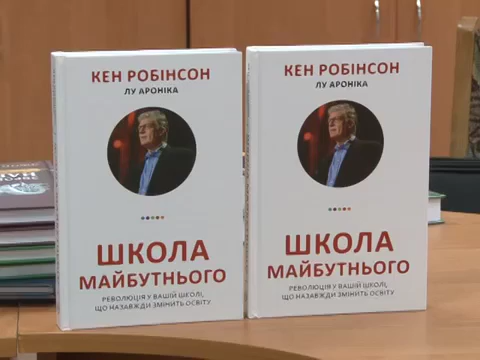 КЕН РОБІНСОН
ЛУ АРОНІКА
ШКОЛА
МАЙБУТНЬОГО
РЕВОЛЮЦІЯ У ВАШІЙ ШКОЛІ,
ЩО НАЗАВЖДИ ЗМІНИТЬ ОСВІТУ
КЕН РОБІНСОН
ЛУ АРОНІКА
ШКОЛА
МАЙБУТНЬОГО
РЕВОЛЮЦІЯ У ВАШІЙ ШКОЛІ,
ЩО НАЗАВЖДИ ЗМІНИТЬ ОСВІТУ